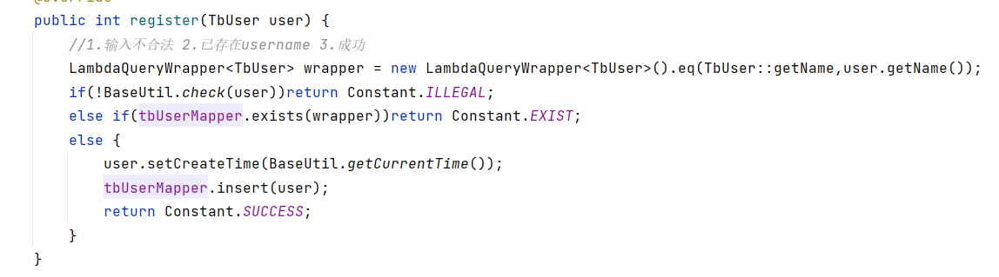 @Override
public int register(TbUser user) {
//1.输入不合法 2.已存在username 3.成功
LambdaQueryWrapper<TbUser> wrapper = new LambdaQueryWrapper<TbUser>().eq(TbUser::getName,user.getName());
if(!BaseUtil.check(user))return Constant.ILLEGAL;
else if(tbUserMapper.exists(wrapper))return Constant.EXIST;
else {
user.setCreateTime(BaseUtil.getCurrentTime());
tbUserMapper.insert(user);
return Constant.SUCCESS;
}
}